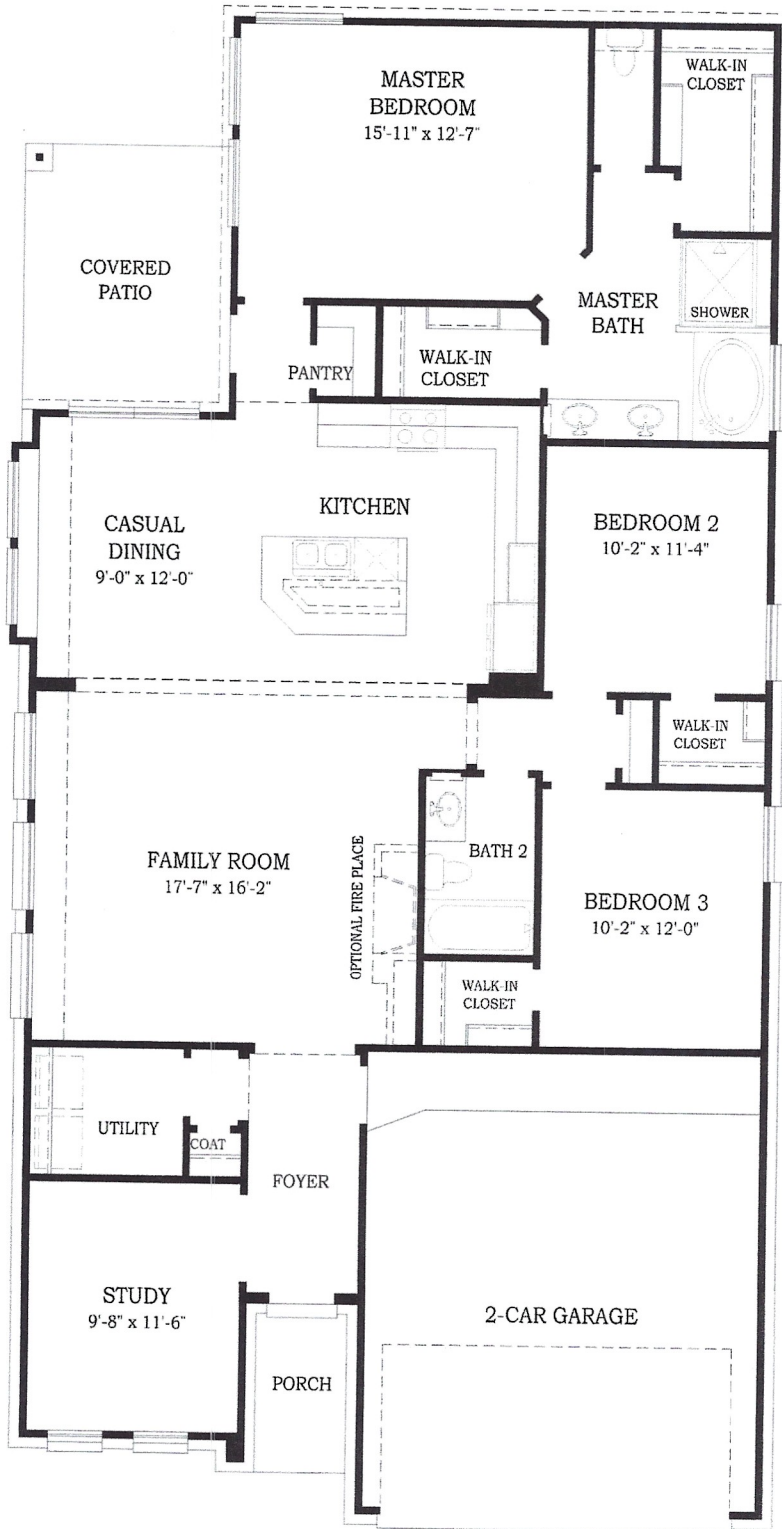 MASTER
BEDROOM
15'-11" x 12'-7"
WALK-IN
CLOSET
COVERED
PATIO
MASTER
BATH
SHOWER
PANTRY
WALK-IN
CLOSET
KITCHEN
CASUAL
DINING
9'-0" x 12'-0"
BEDROOM 2
10'-2" x 11'-4"
WALK-IN
CLOSET
FAMILY ROOM
17'-7" x 16'-2"
OPTIONAL FIRE PLACE
BATH 2
BEDROOM 3
10'-2" x 12'-0"
WALK-IN
CLOSET
UTILITY
COAT
FOYER
STUDY
9'-8" x 11'-6"
2-CAR GARAGE
PORCH